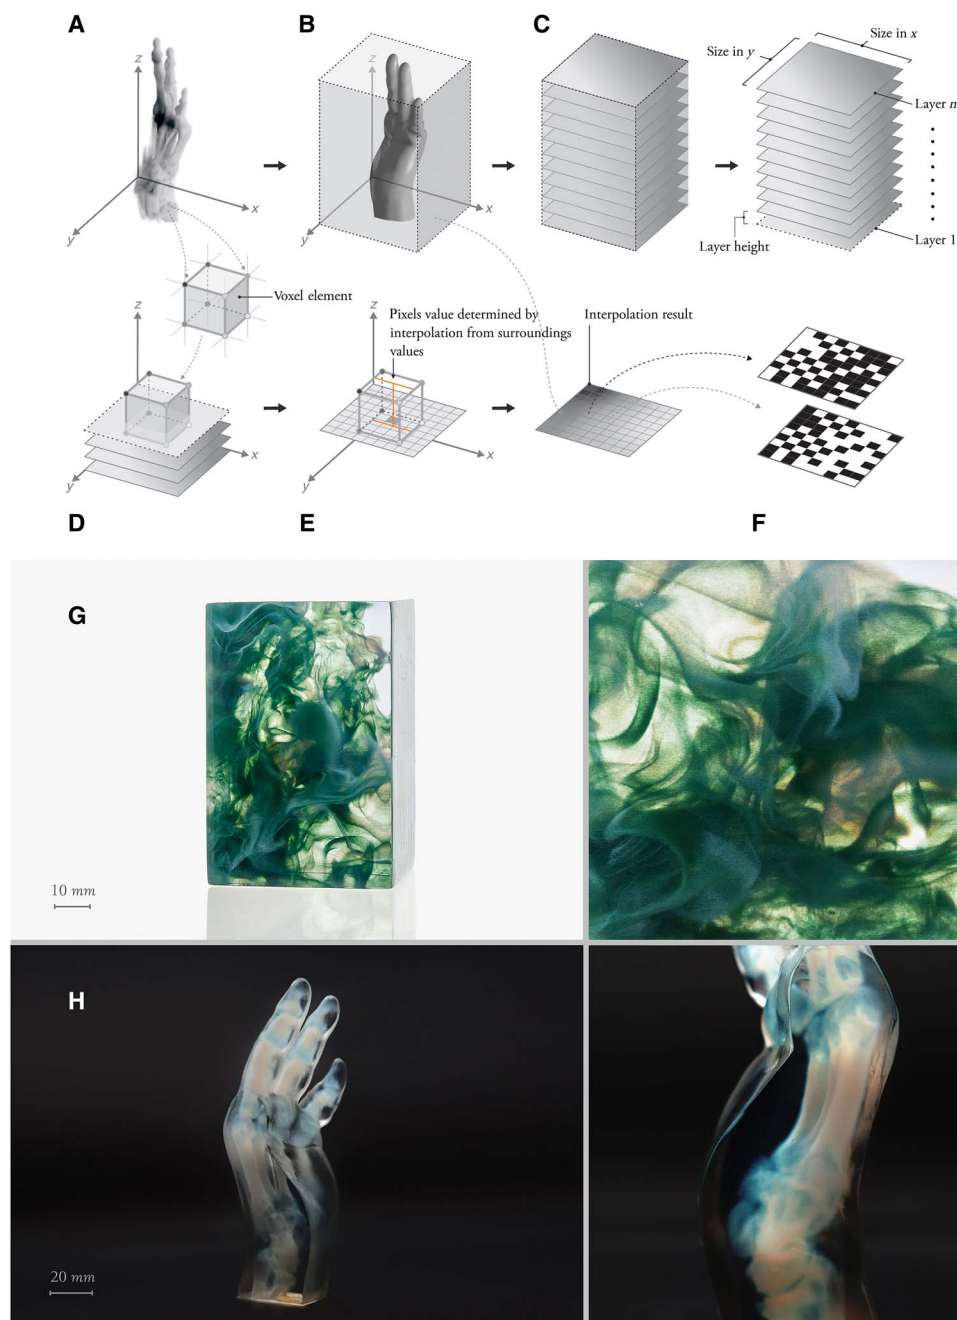 A
B
C
z
x
y
z
x
y
Size in y
Size in x
Layer n
Layer height
Layer 1
Voxel element
z
x
y
Pixels value determined by
interpolation from surroundings
values
z
x
y
Interpolation result
D
E
F
G
10 mm
H
20 mm